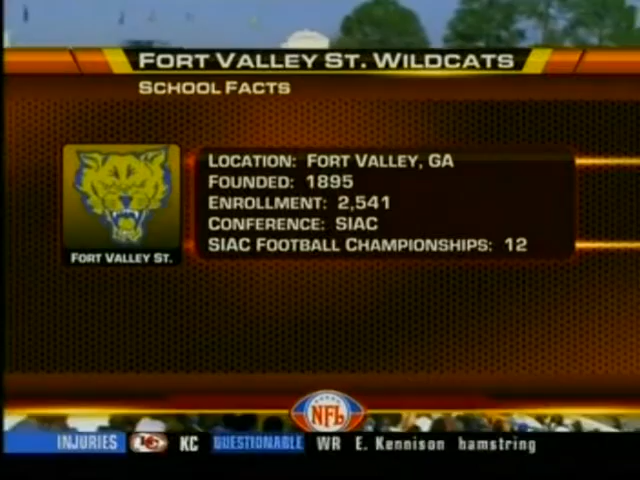 FORT VALLEY ST. WILDCATS
SCHOOL FACTS
LOCATION: FORT VALLEY, GA
FOUNDED: 1895
ENROLLMENT: 2,541
CONFERENCE: SIAC
SIAC FOOTBALL CHAMPIONSHIPS: 12
FORT VALLEY ST.
NFL
INJURIES KC KC QUESTIONABLE WR E. Kennison hamstring